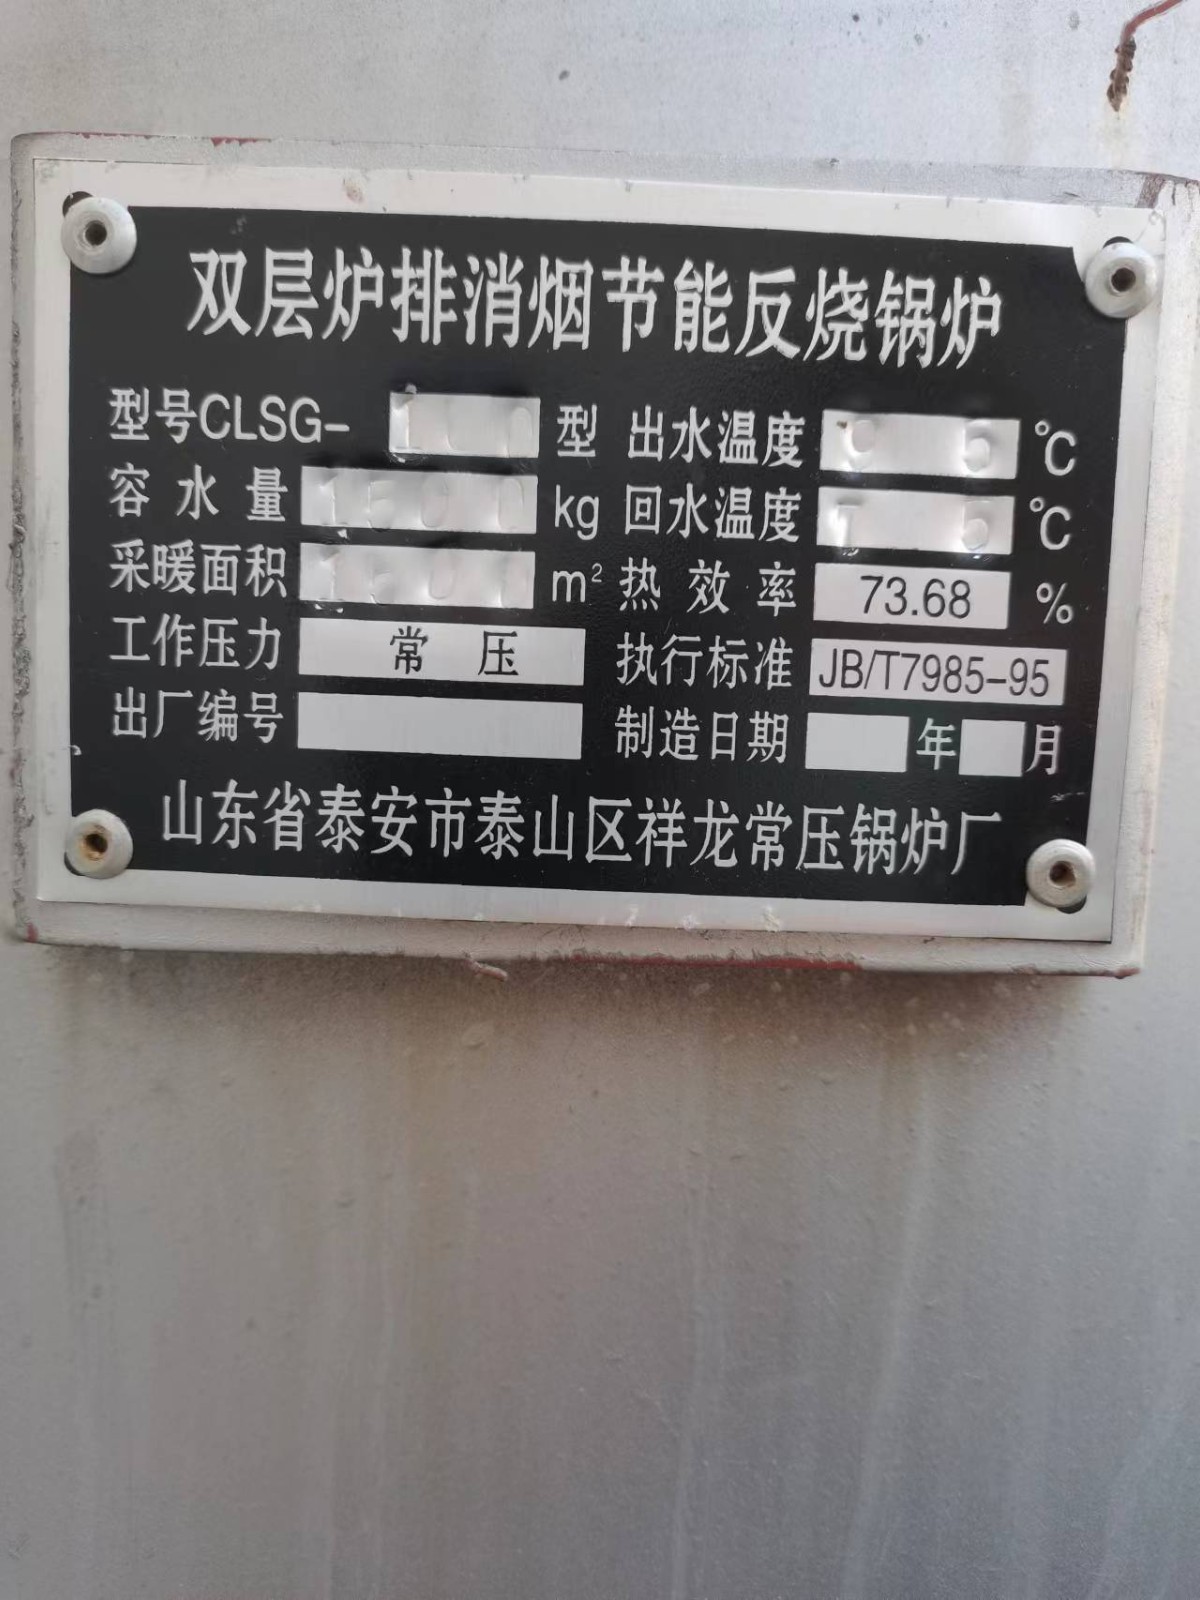 双层炉排消烟节能反烧锅炉
型号CLSG- 100 型 出水温度 95 ℃
容水量 1500 kg 回水温度 ℃
采暖面积 m² 热效率 73.68 %
工作压力 常压 执行标准 JB/T7985-95
出厂编号 制造日期 年 月
山东省泰安市泰山区祥龙常压锅炉厂